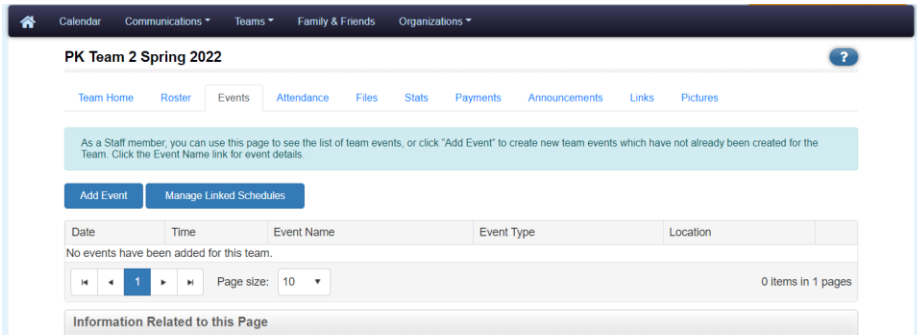 Calendar Communications Teams Family & Friends Organizations
PK Team 2 Spring 2022
?
Team Home Roster Events Attendance Files Stats Payments Announcements Links Pictures
As a Staff member, you can use this page to see the list of team events, or click "Add Event" to create new team events which have not already been created for the
Team. Click the Event Name link for event details.
Add Event Manage Linked Schedules
Date Time Event Name Event Type Location
No events have been added for this team.
1 Page size: 10 0 items in 1 pages
Information Related to this Page